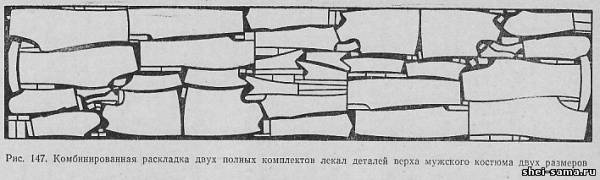 Рис. 147. Комбинированная раскладка двух полных комплектов лекал деталей верха мужского костюма двух размеров
shei-sama.ru